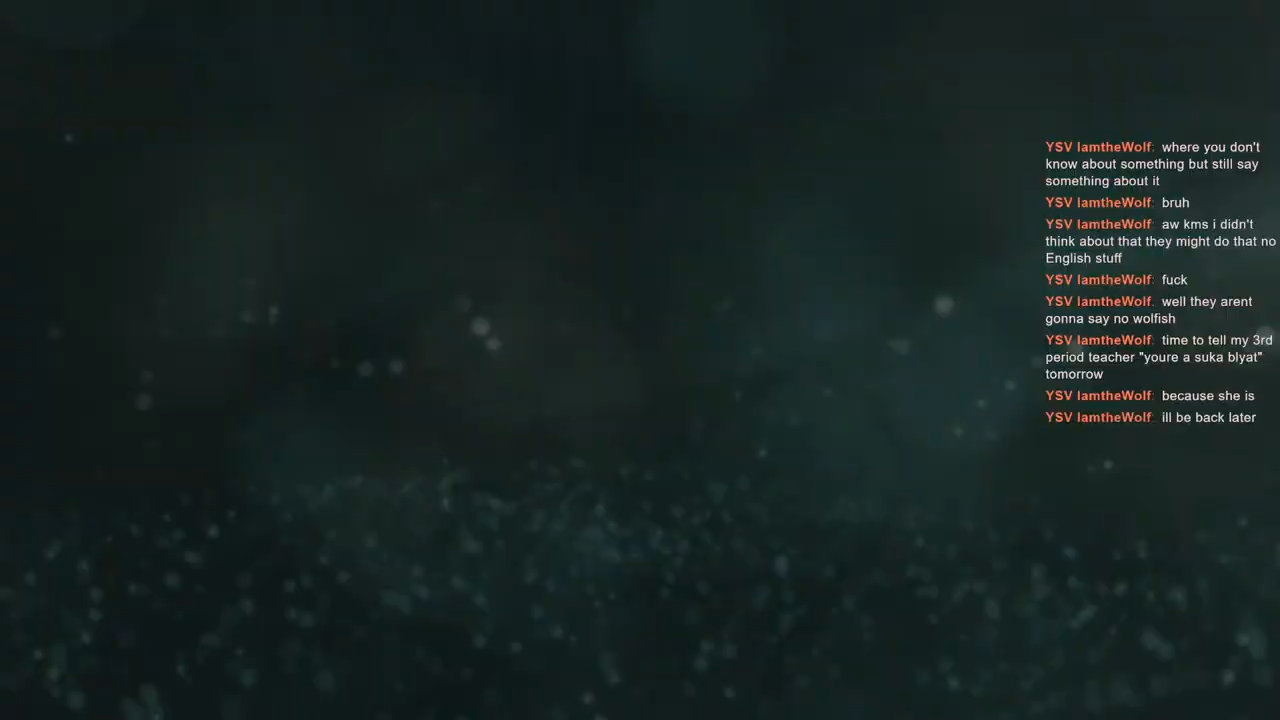 YSV IamtheWolf: where you don't
know about something but still say
something about it
YSV IamtheWolf: bruh
YSV IamtheWolf: aw kms i didn't
think about that they might do that no
English stuff
YSV IamtheWolf: fuck
YSV IamtheWolf: well they arent
gonna say no wolfish
YSV IamtheWolf: time to tell my 3rd
period teacher "youre a suka blyat"
tomorrow
YSV IamtheWolf: because she is
YSV IamtheWolf: ill be back later